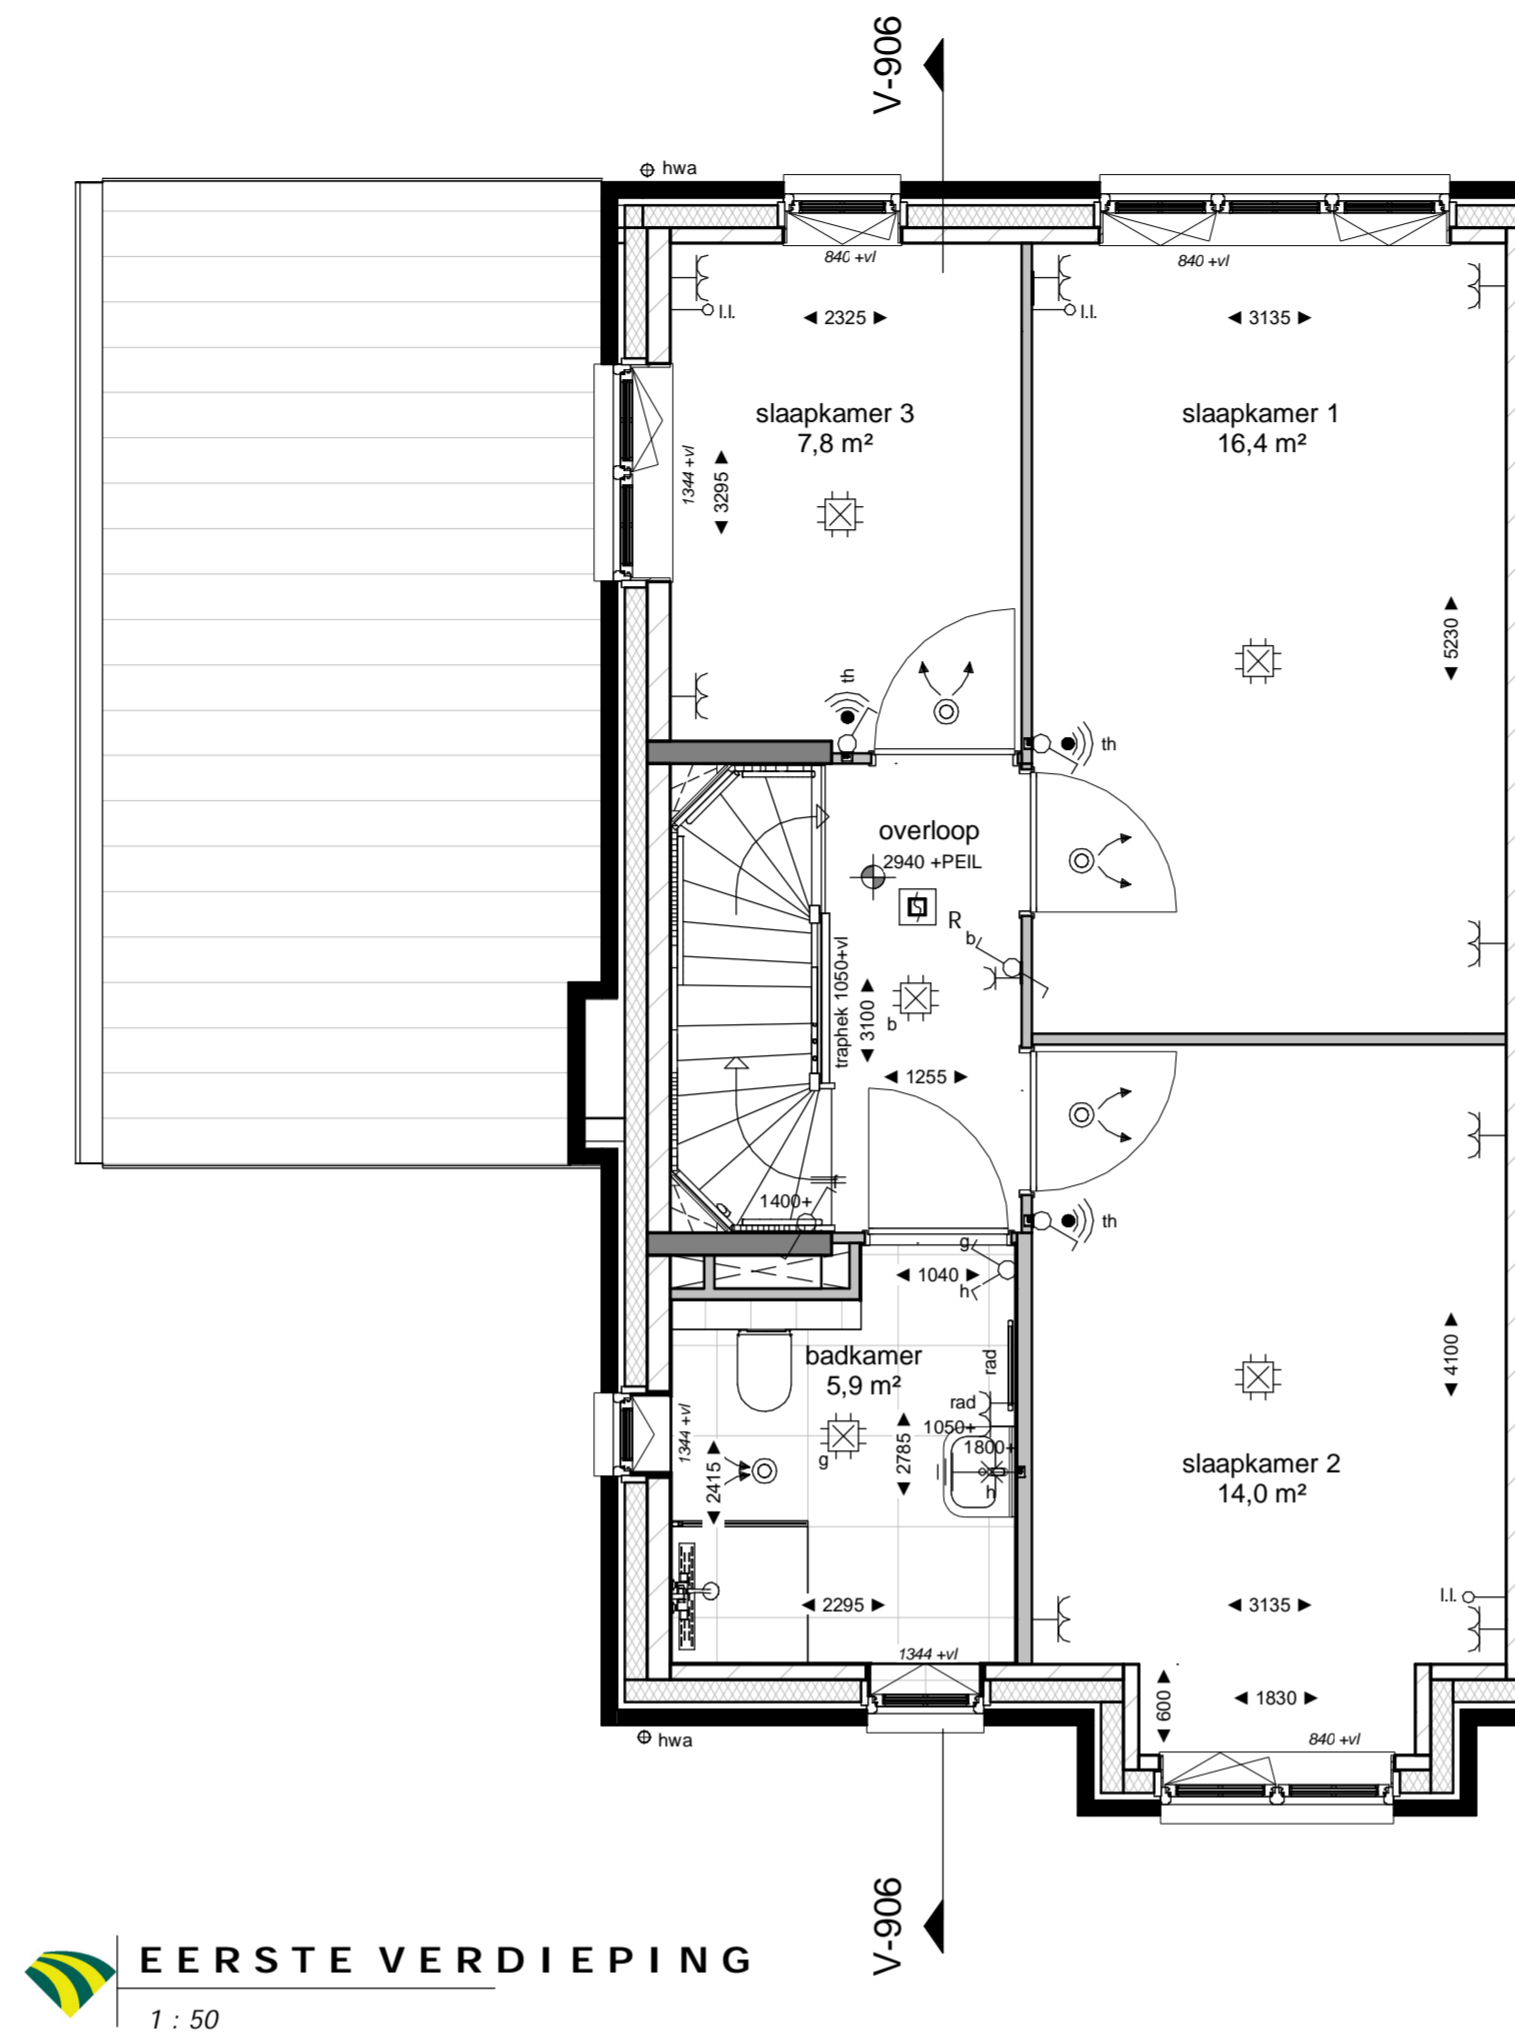 V-906
hwa
840 +vl
840 +vl
l.l.
2325
l.l.
3135
slaapkamer 3
7,8 m²
slaapkamer 1
16,4 m²
1344 +vl
3295
5230
th
th
overloop
2940 +PEIL
R
b
traphek 1050+vl
3100
b
1255
1400+
th
g
1040
h
badkamer
5,9 m²
rad
rad
4100
1344 +vl
2415
g
2785
1050+
1800+
h
slaapkamer 2
14,0 m²
2295
3135
l.l.
1344 +vl
600
1830
840 +vl
hwa
V-906
EERSTE VERDIEPING
1 : 50